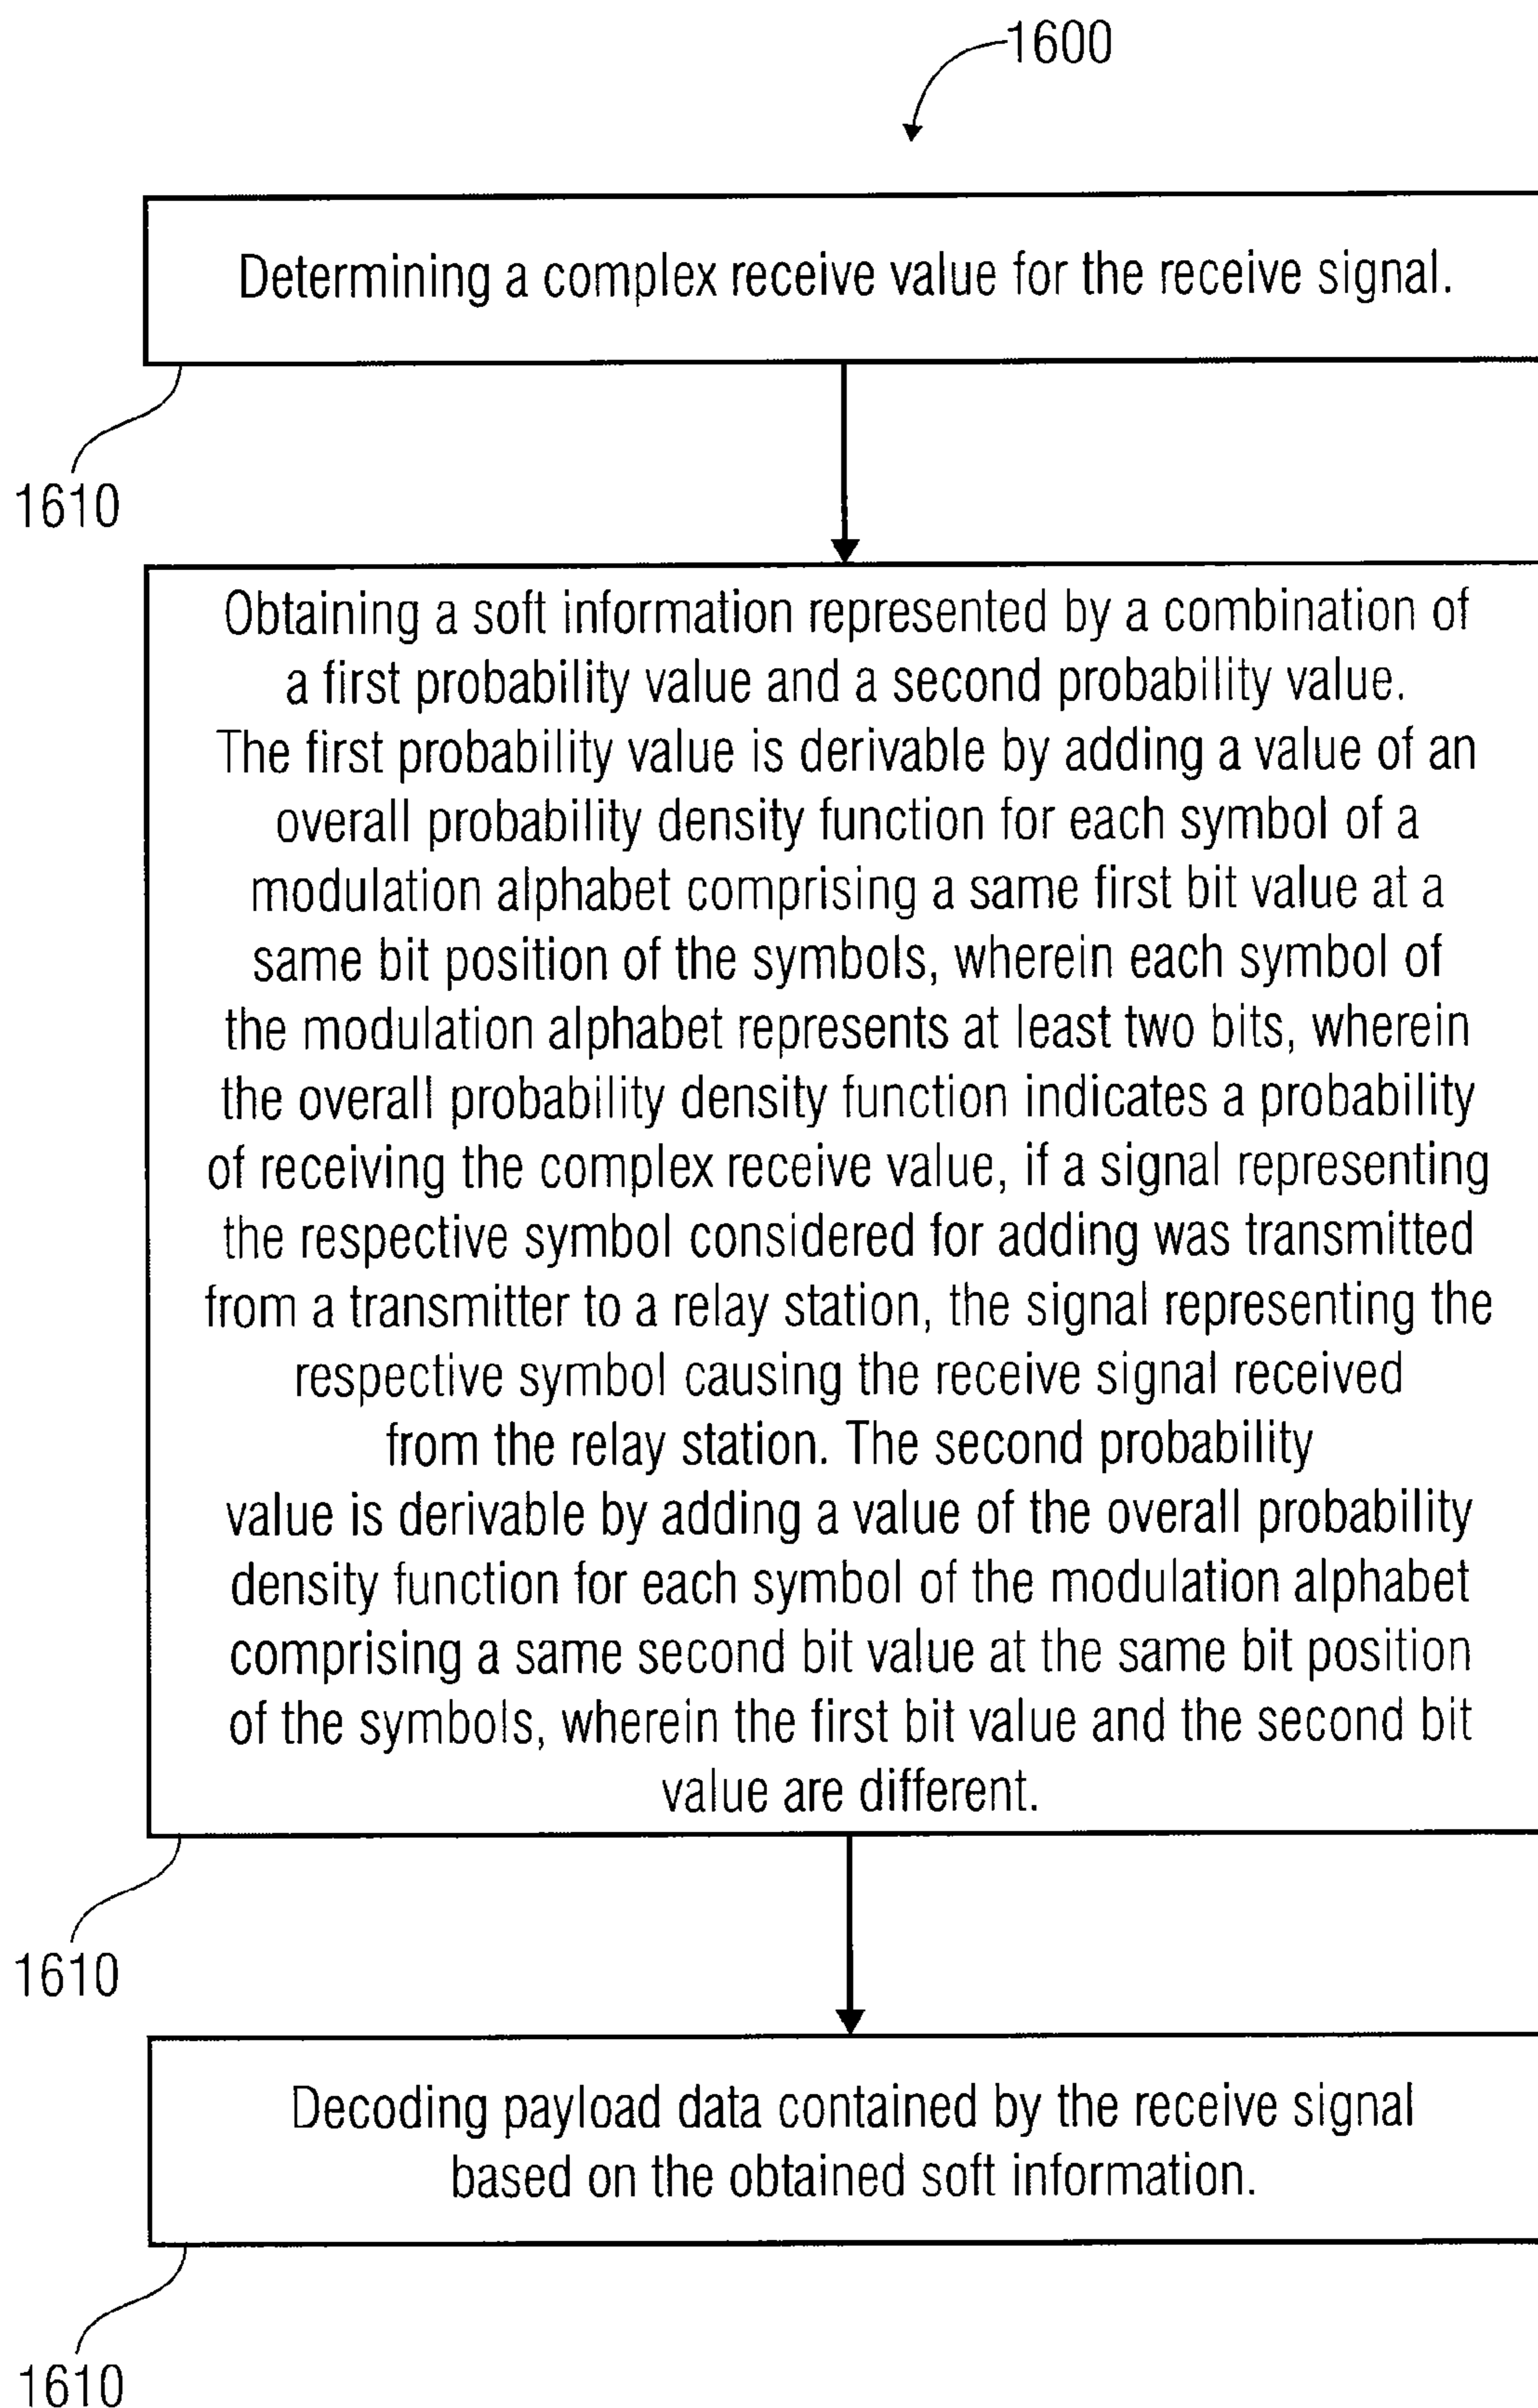 1600
Determining a complex receive value for the receive signal.
1610
Obtaining a soft information represented by a combination of
a first probability value and a second probability value.
The first probability value is derivable by adding a value of an
overall probability density function for each symbol of a
modulation alphabet comprising a same first bit value at a
same bit position of the symbols, wherein each symbol of
the modulation alphabet represents at least two bits, wherein
the overall probability density function indicates a probability
of receiving the complex receive value, if a signal representing
the respective symbol considered for adding was transmitted
from a transmitter to a relay station, the signal representing the
respective symbol causing the receive signal received
from the relay station. The second probability
value is derivable by adding a value of the overall probability
density function for each symbol of the modulation alphabet
comprising a same second bit value at the same bit position
of the symbols, wherein the first bit value and the second bit
value are different.
1610
Decoding payload data contained by the receive signal
based on the obtained soft information.
1610